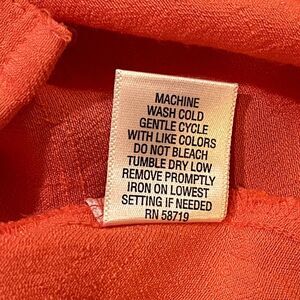 MACHINE
WASH COLD
GENTLE CYCLE
WITH LIKE COLORS
DO NOT BLEACH
TUMBLE DRY LOW
REMOVE PROMPTLY
IRON ON LOWEST
SETTING IF NEEDED
RN 58719